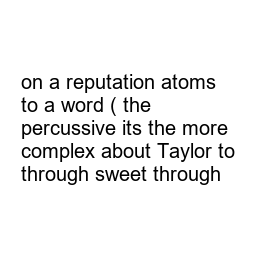 on a reputation atoms
to a word ( the
percussive its the more
complex about Taylor to
through sweet through